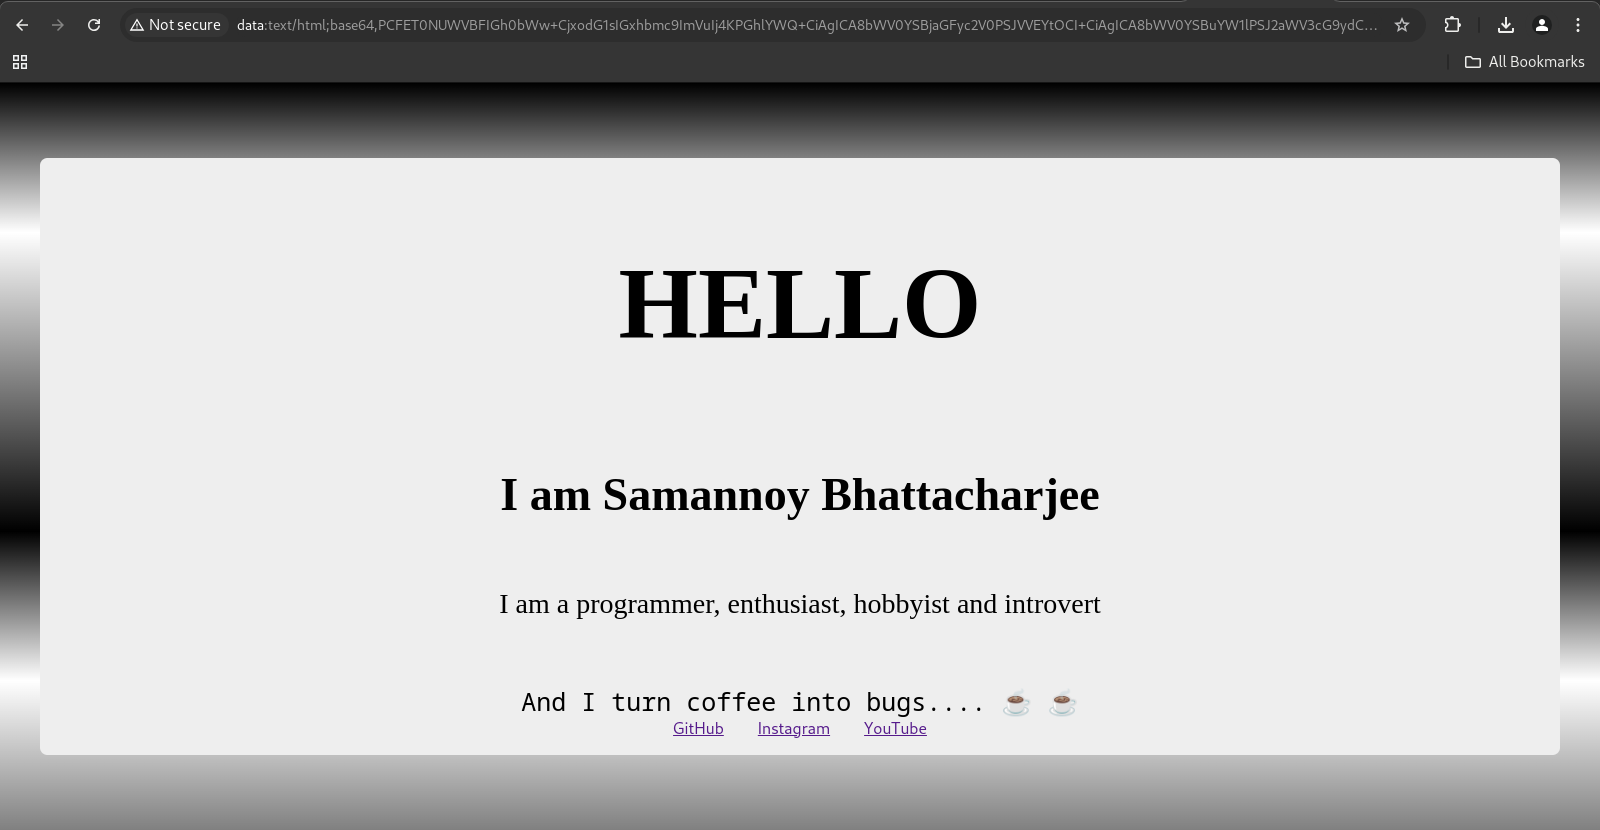 Not secure
data:text/html;base64,PCFET0NUWVBFIGh0bWw+CjxodG1sIGxhbmc9ImVuIj4KPGhlYWQ+CiAgICA8bWV0YSBjaGFyc2V0PSJVVEYtOCI+CiAgICA8bWV0YSBuYW1lPSJ2aWV3cG9ydC...
All Bookmarks
HELLO
I am Samannoy Bhattacharjee
I am a programmer, enthusiast, hobbyist and introvert
And I turn coffee into bugs.... ☕ ☕
GitHub Instagram YouTube